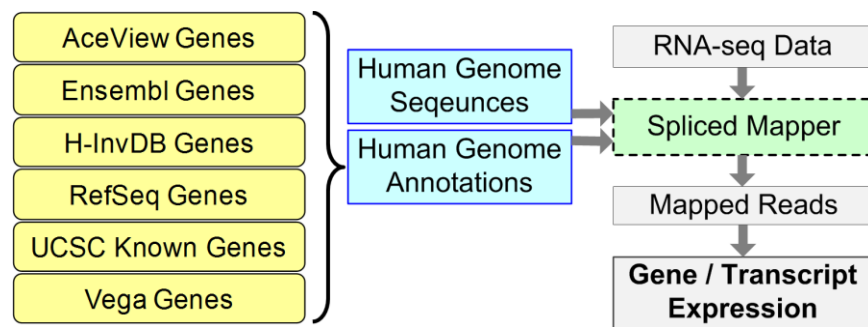 AceView Genes
Ensembl Genes
H-InvDB Genes
RefSeq Genes
UCSC Known Genes
Vega Genes
Human Genome
Seqeunces
Human Genome
Annotations
RNA-seq Data
Spliced Mapper
Mapped Reads
Gene / Transcript
Expression